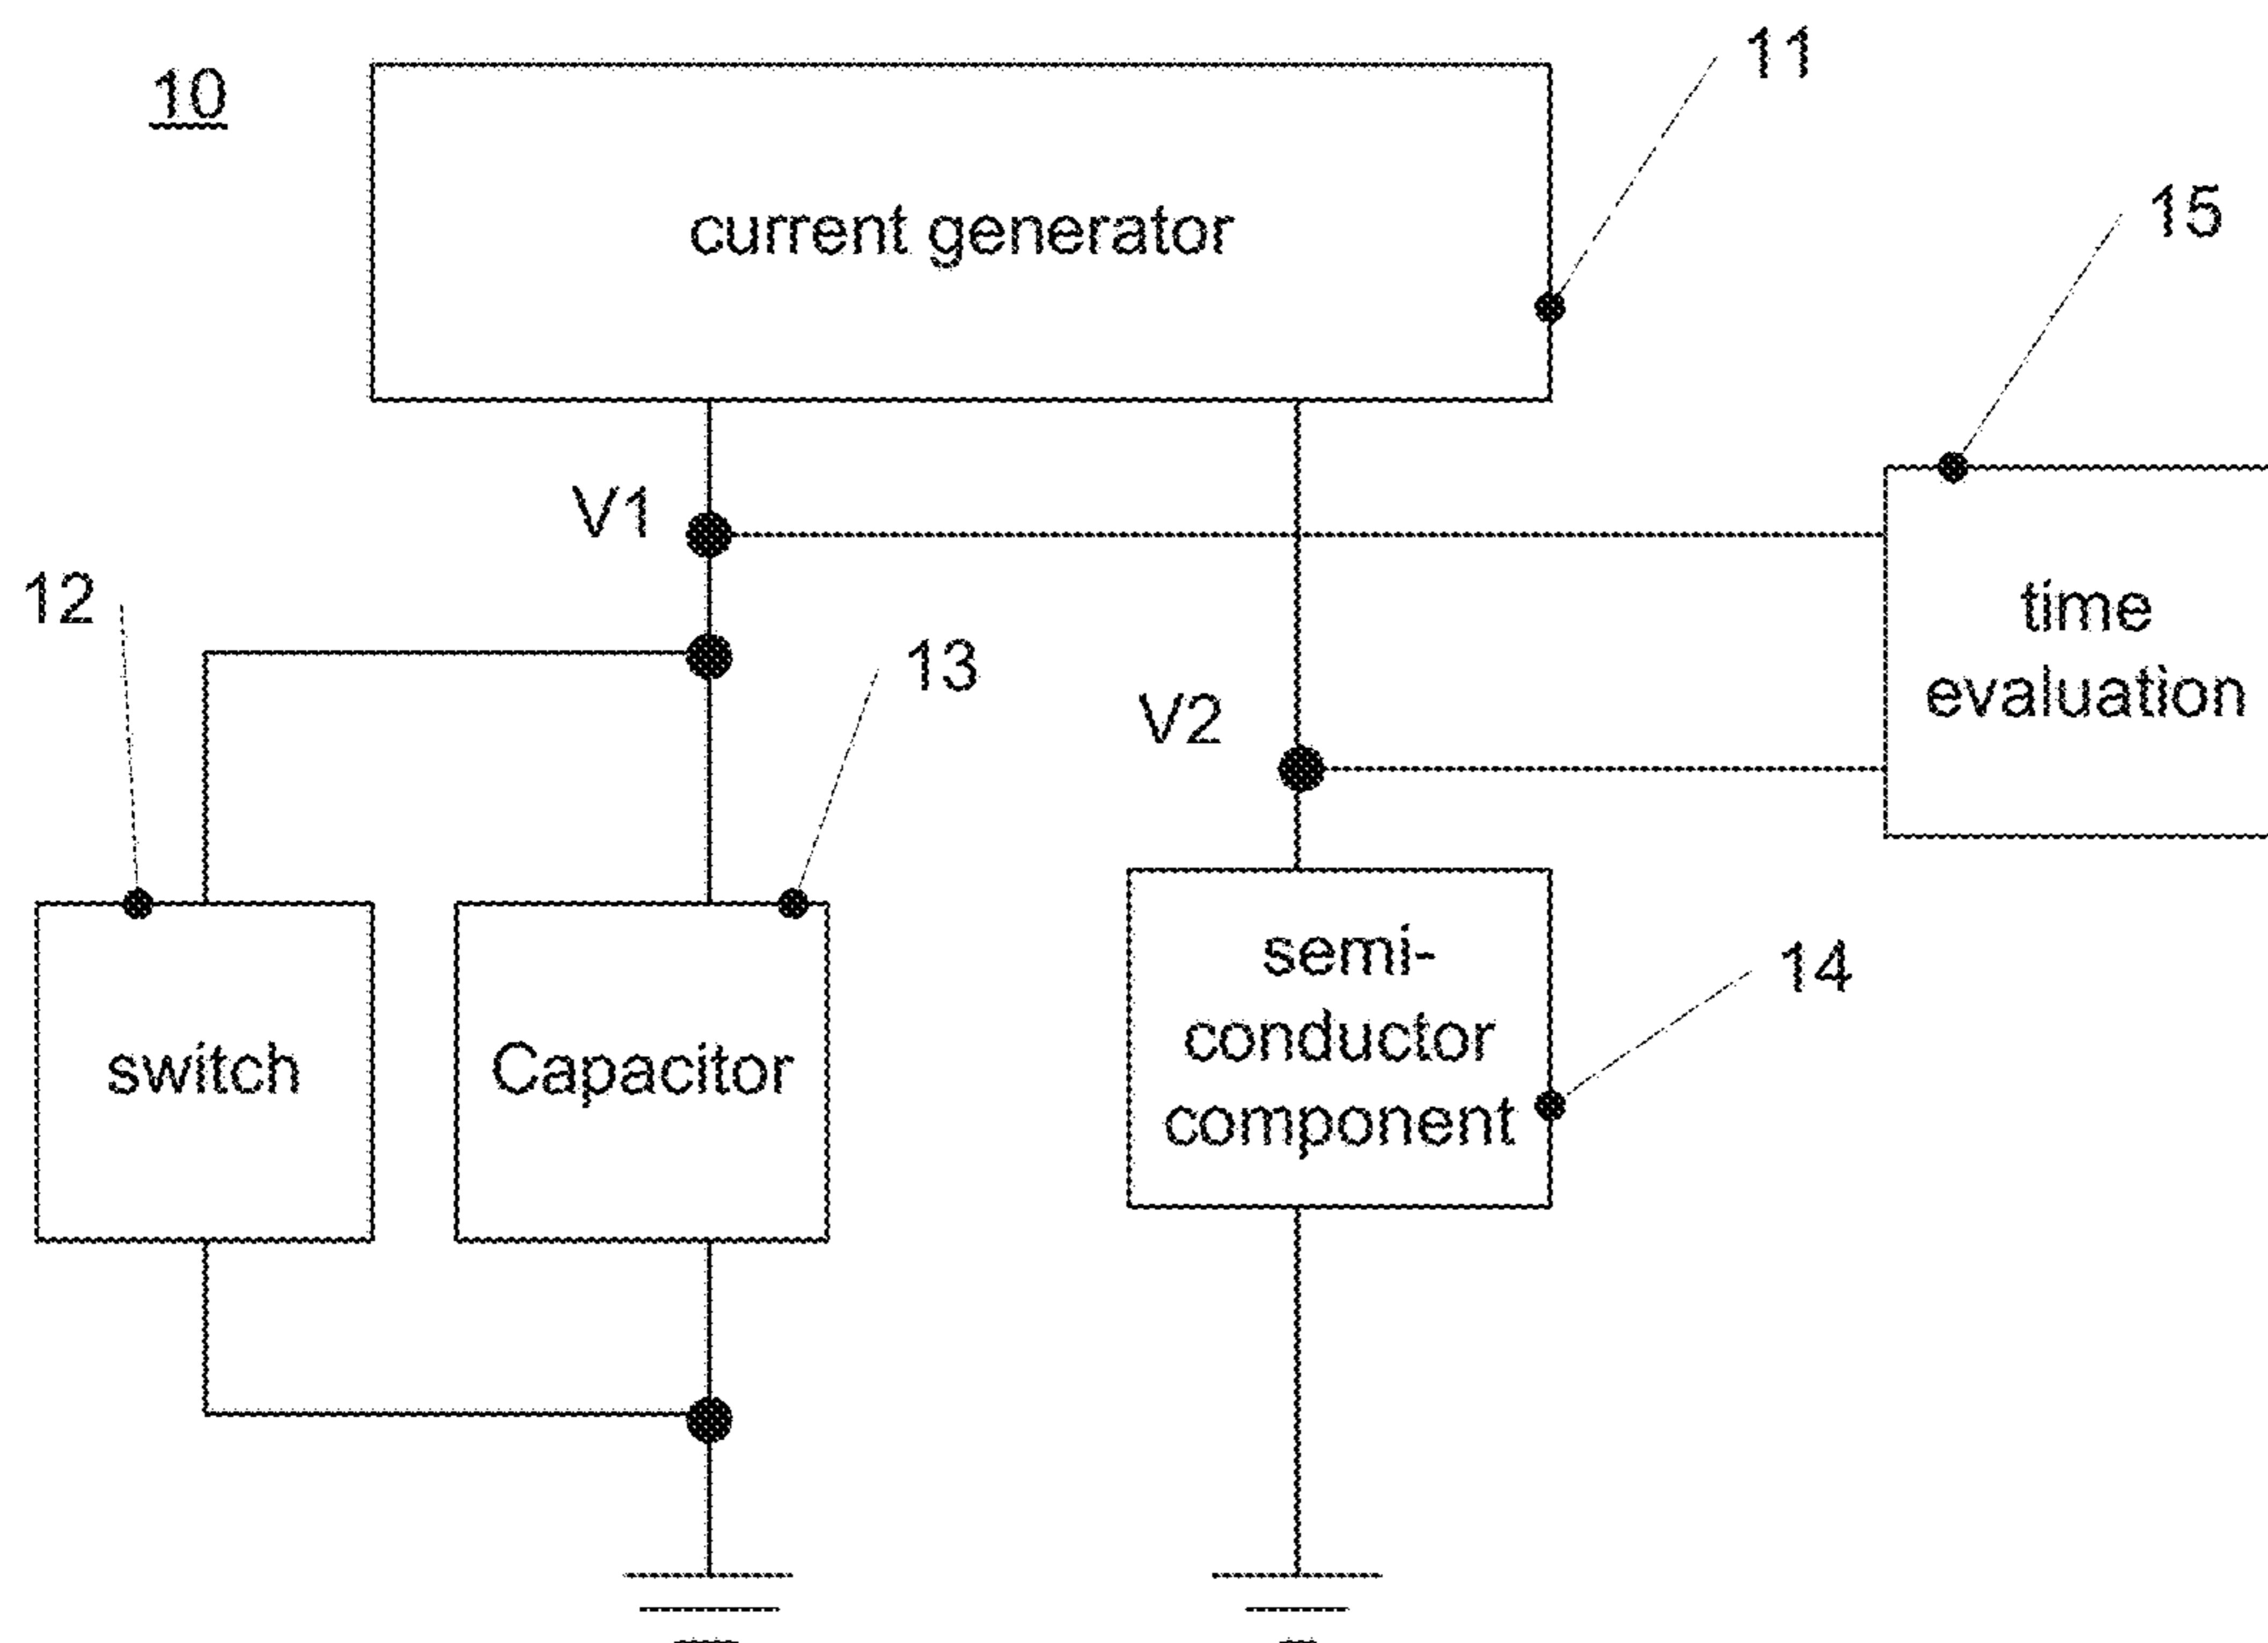 10
11
current generator
15
V1
12
time
evaluation
13
V2
semi-
conductor
component
14
switch
Capacitor